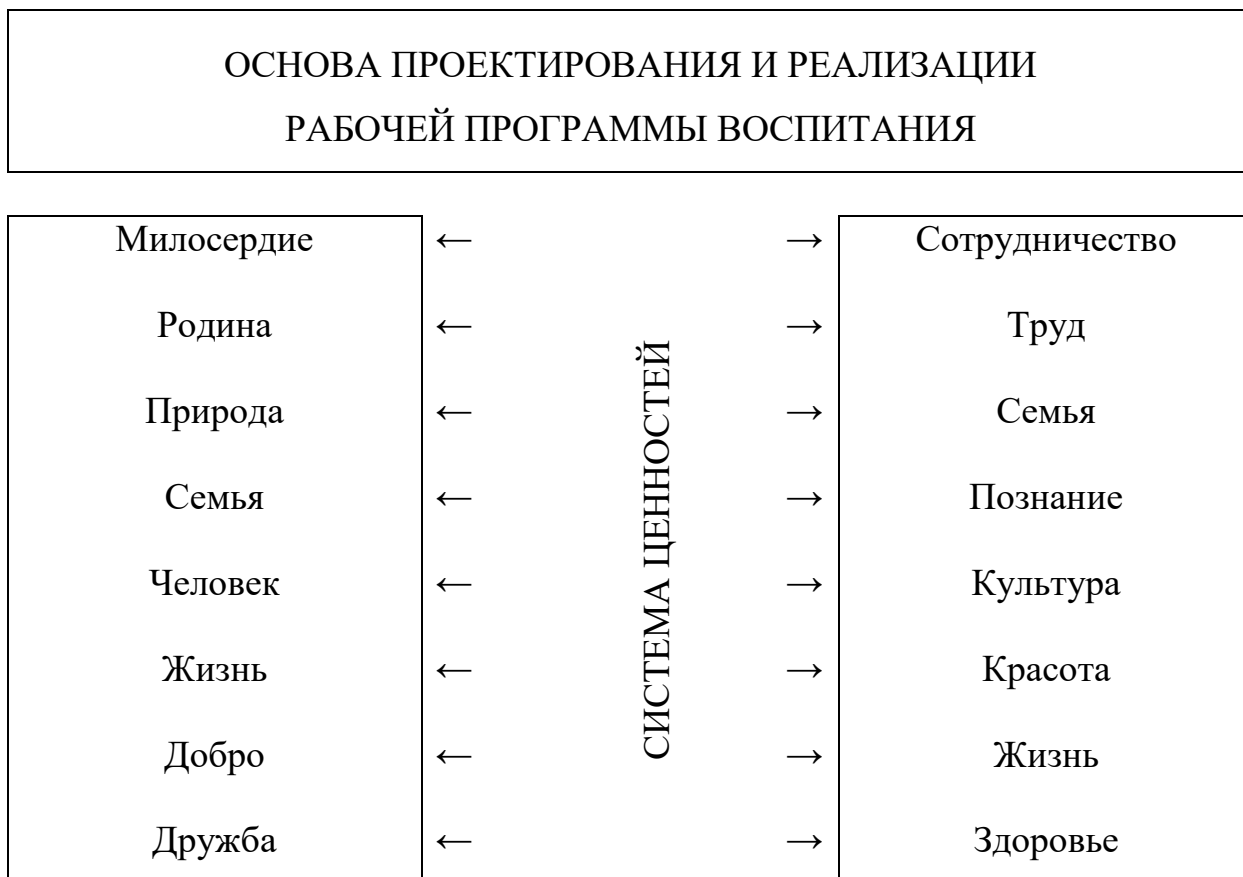 ОСНОВА ПРОЕКТИРОВАНИЯ И РЕАЛИЗАЦИИ
РАБОЧЕЙ ПРОГРАММЫ ВОСПИТАНИЯ
Милосердие ← → Сотрудничество
Родина ← → Труд
Природа ← → Семья
Семья ← → Познание
Человек ← → Культура
Жизнь ← → Красота
Добро ← → Жизнь
Дружба ← → Здоровье
СИСТЕМА ЦЕННОСТЕЙ